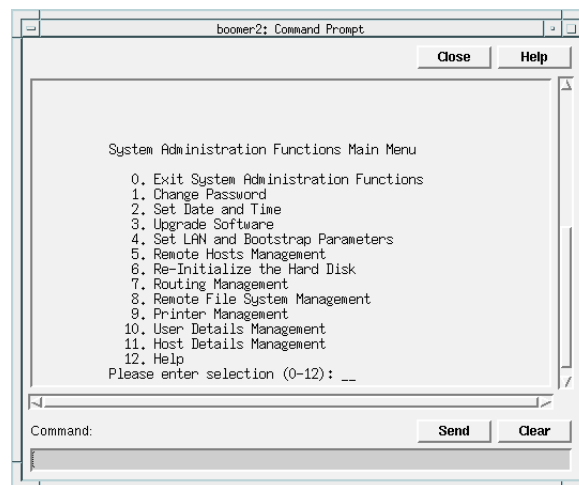 boomer2: Command Prompt
Close Help
System Administration Functions Main Menu
0. Exit System Administration Functions
1. Change Password
2. Set Date and Time
3. Upgrade Software
4. Set LAN and Bootstrap Parameters
5. Remote Hosts Management
6. Re-Initialize the Hard Disk
7. Routing Management
8. Remote File System Management
9. Printer Management
10. User Details Management
11. Host Details Management
12. Help
Please enter selection (0-12): __
Command:
Send Clear